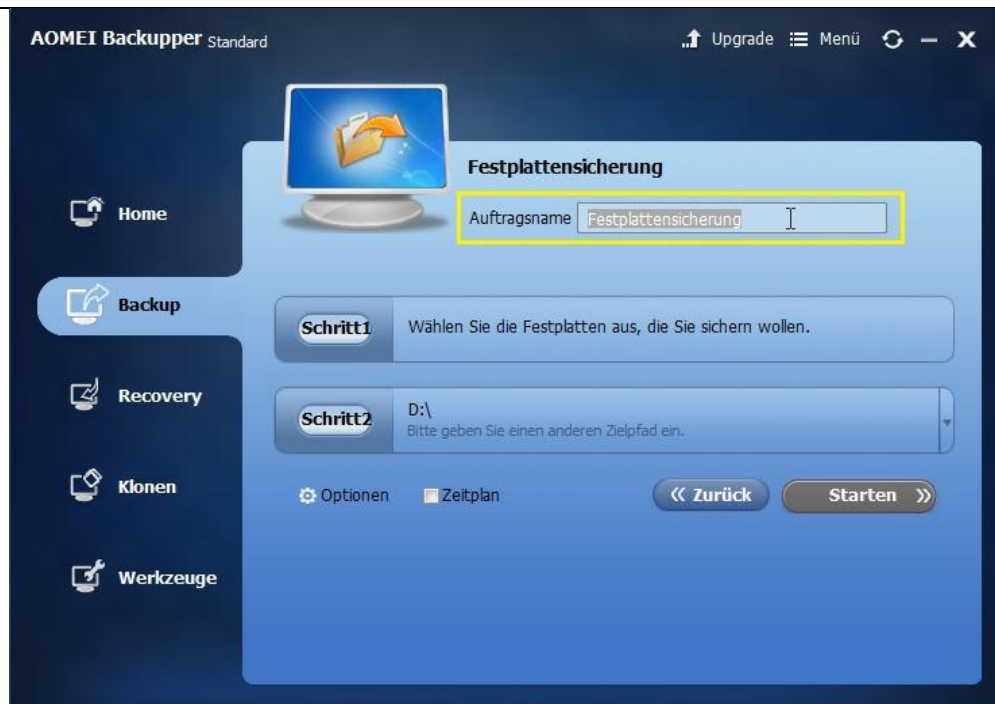 AOMEI Backupper Standard
Upgrade Menü
Festplattensicherung
Auftragsname Festplattensicherung
Home
Backup
Schritt1 Wählen Sie die Festplatten aus, die Sie sichern wollen.
Recovery
Schritt2 D:\
Bitte geben Sie einen anderen Zielpfad ein.
Klonen
Optionen Zeitplan Zurück Starten
Werkzeuge